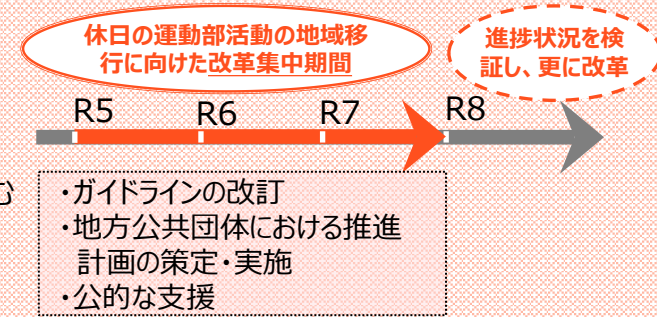 休日の運動部活動の地域移
行に向けた改革集中期間
進捗状況を検
証し、更に改革
R5 R6 R7 R8
む
・ガイドラインの改訂
・地方公共団体における推進
計画の策定・実施
・公的な支援